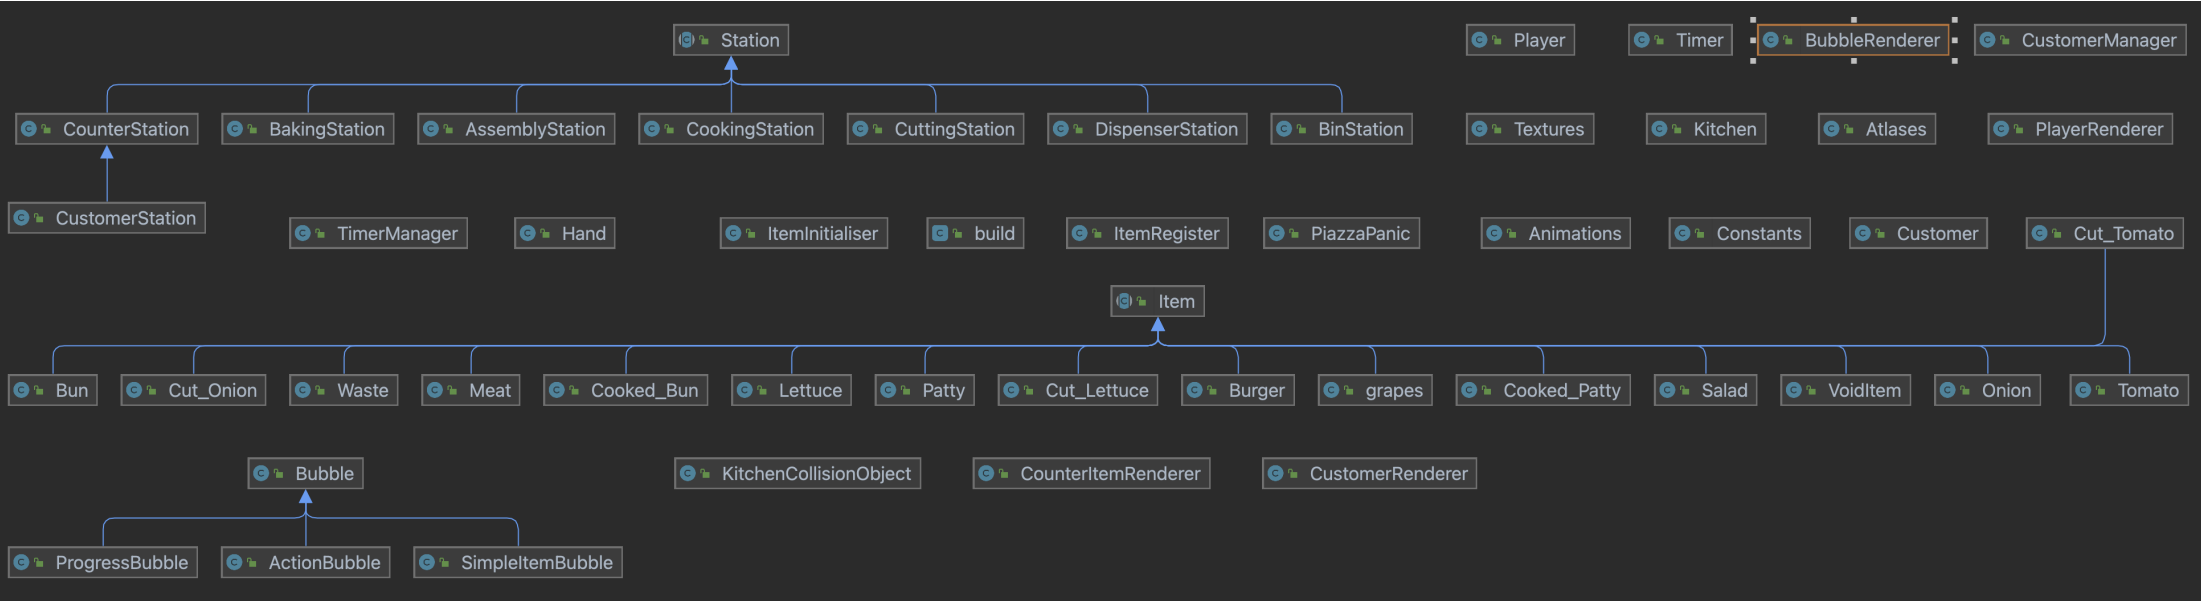 Station
Player
Timer
BubbleRenderer
CustomerManager
CounterStation
BakingStation
AssemblyStation
CookingStation
CuttingStation
DispenserStation
BinStation
Textures
Kitchen
Atlases
PlayerRenderer
CustomerStation
TimerManager
Hand
ItemInitialiser
build
ItemRegister
PiazzaPanic
Animations
Constants
Customer
Cut_Tomato
Item
Bun
Cut_Onion
Waste
Meat
Cooked_Bun
Lettuce
Patty
Cut_Lettuce
Burger
grapes
Cooked_Patty
Salad
VoidItem
Onion
Tomato
Bubble
KitchenCollisionObject
CounterItemRenderer
CustomerRenderer
ProgressBubble
ActionBubble
SimpleItemBubble